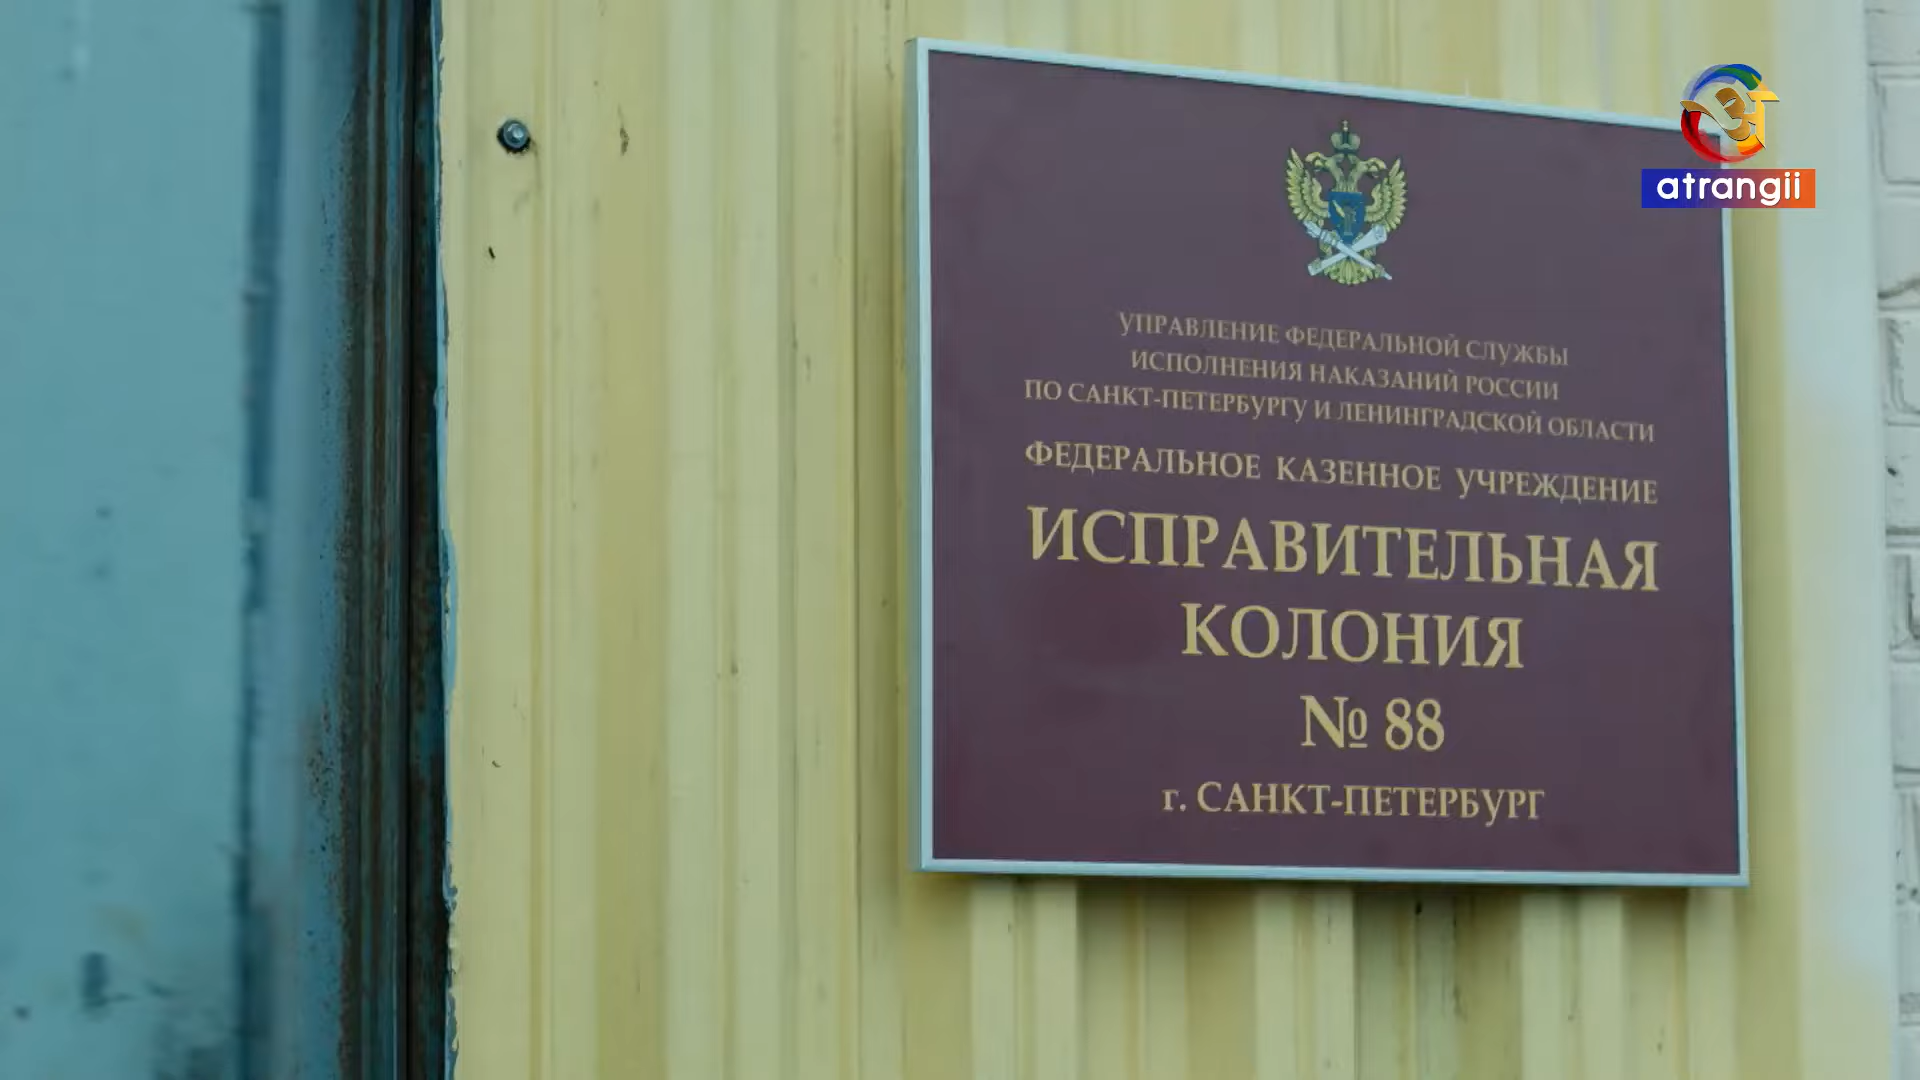 atrangii
УПРАВЛЕНИЕ ФЕДЕРАЛЬНОЙ СЛУЖБЫ
ИСПОЛНЕНИЯ НАКАЗАНИЙ РОССИИ
ПО САНКТ-ПЕТЕРБУРГУ И ЛЕНИНГРАДСКОЙ ОБЛАСТИ
ФЕДЕРАЛЬНОЕ КАЗЕННОЕ УЧРЕЖДЕНИЕ
ИСПРАВИТЕЛЬНАЯ
КОЛОНИЯ
№ 88
г. САНКТ-ПЕТЕРБУРГ